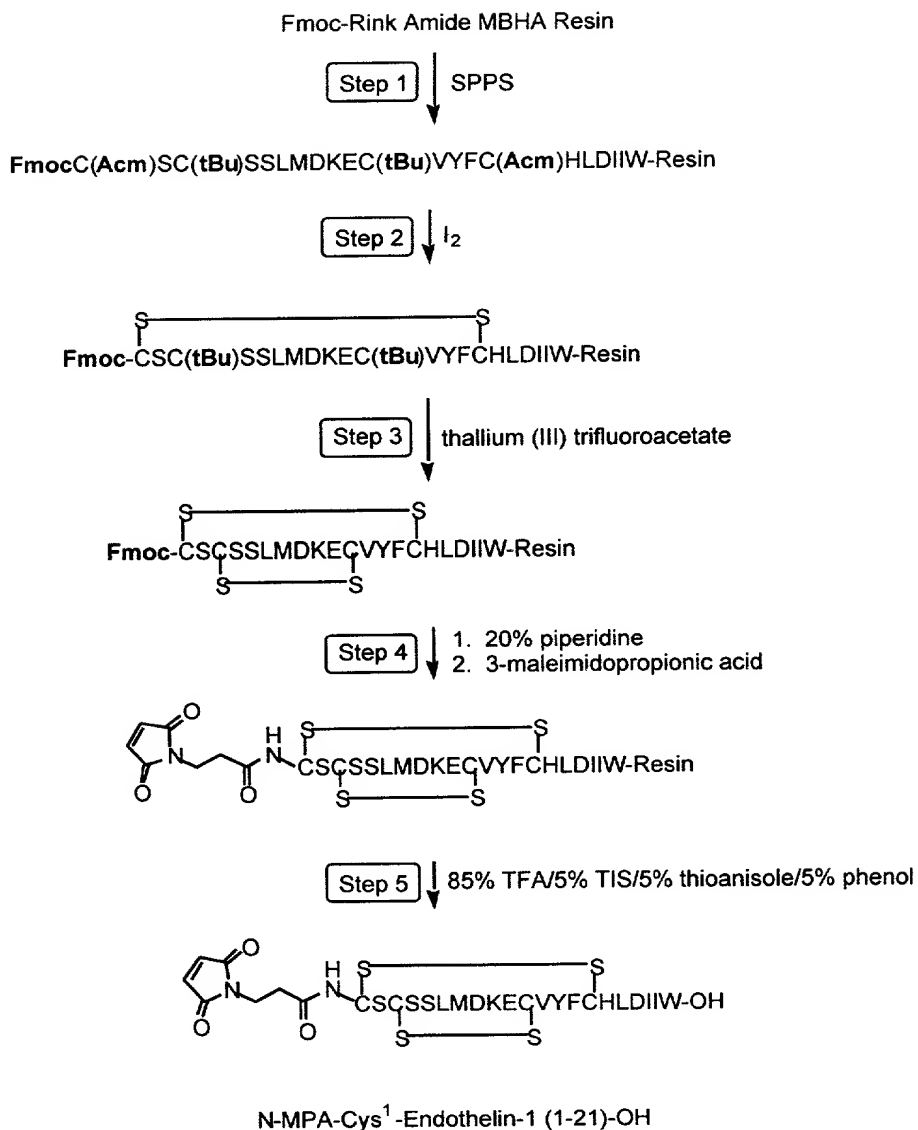 Fmoc-Rink Amide MBHA Resin
Step 1 SPPS
FmocC(Acm)SC(tBu)SSLMDKEC(tBu)VYFC(Acm)HLDIIW-Resin
Step 2 I2
S S
Fmoc-CSC(tBu)SSLMDKEC(tBu)VYFCHLDIIW-Resin
Step 3 thallium (III) trifluoroacetate
S S
Fmoc-CSCSSLMDKECVYFCHLDIIW-Resin
S S
Step 4 1. 20% piperidine
2. 3-maleimidopropionic acid
O H S S
N N CSCSSLMDKECVYFCHLDIIW-Resin
O O S S
Step 5 85% TFA/5% TIS/5% thioanisole/5% phenol
O H S S
N N CSCSSLMDKECVYFCHLDIIW-OH
O O S S
N-MPA-Cys1-Endothelin-1 (1-21)-OH